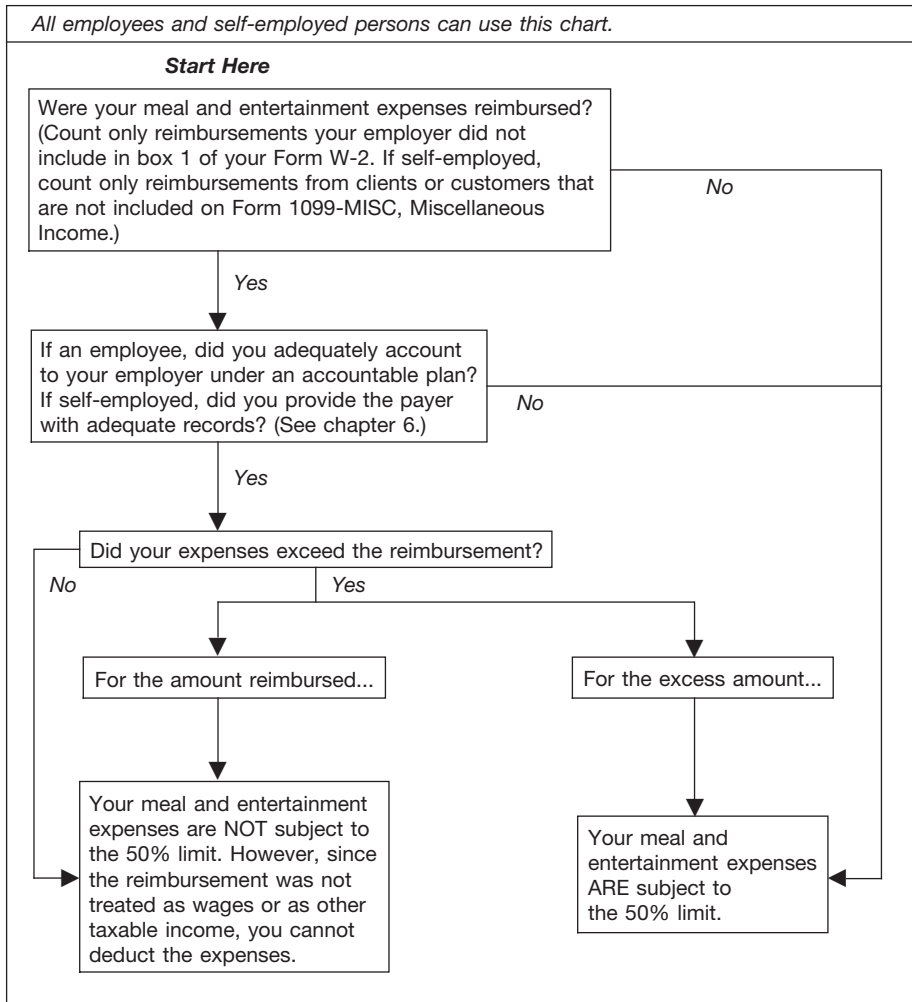 All employees and self-employed persons can use this chart.
Start Here
Were your meal and entertainment expenses reimbursed?
(Count only reimbursements your employer did not
include in box 1 of your Form W-2. If self-employed,
count only reimbursements from clients or customers that
are not included on Form 1099-MISC, Miscellaneous
Income.)
No
Yes
If an employee, did you adequately account
to your employer under an accountable plan?
If self-employed, did you provide the payer
with adequate records? (See chapter 6.)
No
Yes
Did your expenses exceed the reimbursement?
No
Yes
For the amount reimbursed...
For the excess amount...
Your meal and entertainment
expenses are NOT subject to
the 50% limit. However, since
the reimbursement was not
treated as wages or as other
taxable income, you cannot
deduct the expenses.
Your meal and
entertainment expenses
ARE subject to
the 50% limit.